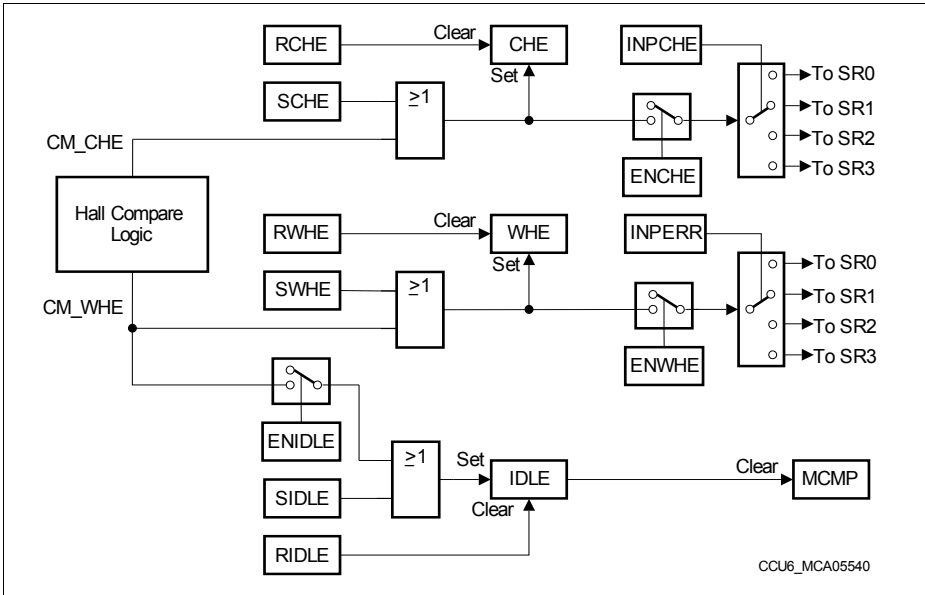 RCHE
Clear
CHE
INPCHE
Set
SCHE
≥1
To SR0
To SR1
To SR2
To SR3
CM_CHE
ENCHE
Hall Compare
Logic
RWHE
Clear
WHE
INPERR
Set
SWHE
≥1
To SR0
To SR1
To SR2
To SR3
CM_WHE
ENWHE
ENIDLE
≥1
Set
IDLE
Clear
MCMP
SIDLE
Clear
RIDLE
CCU6_MCA05540